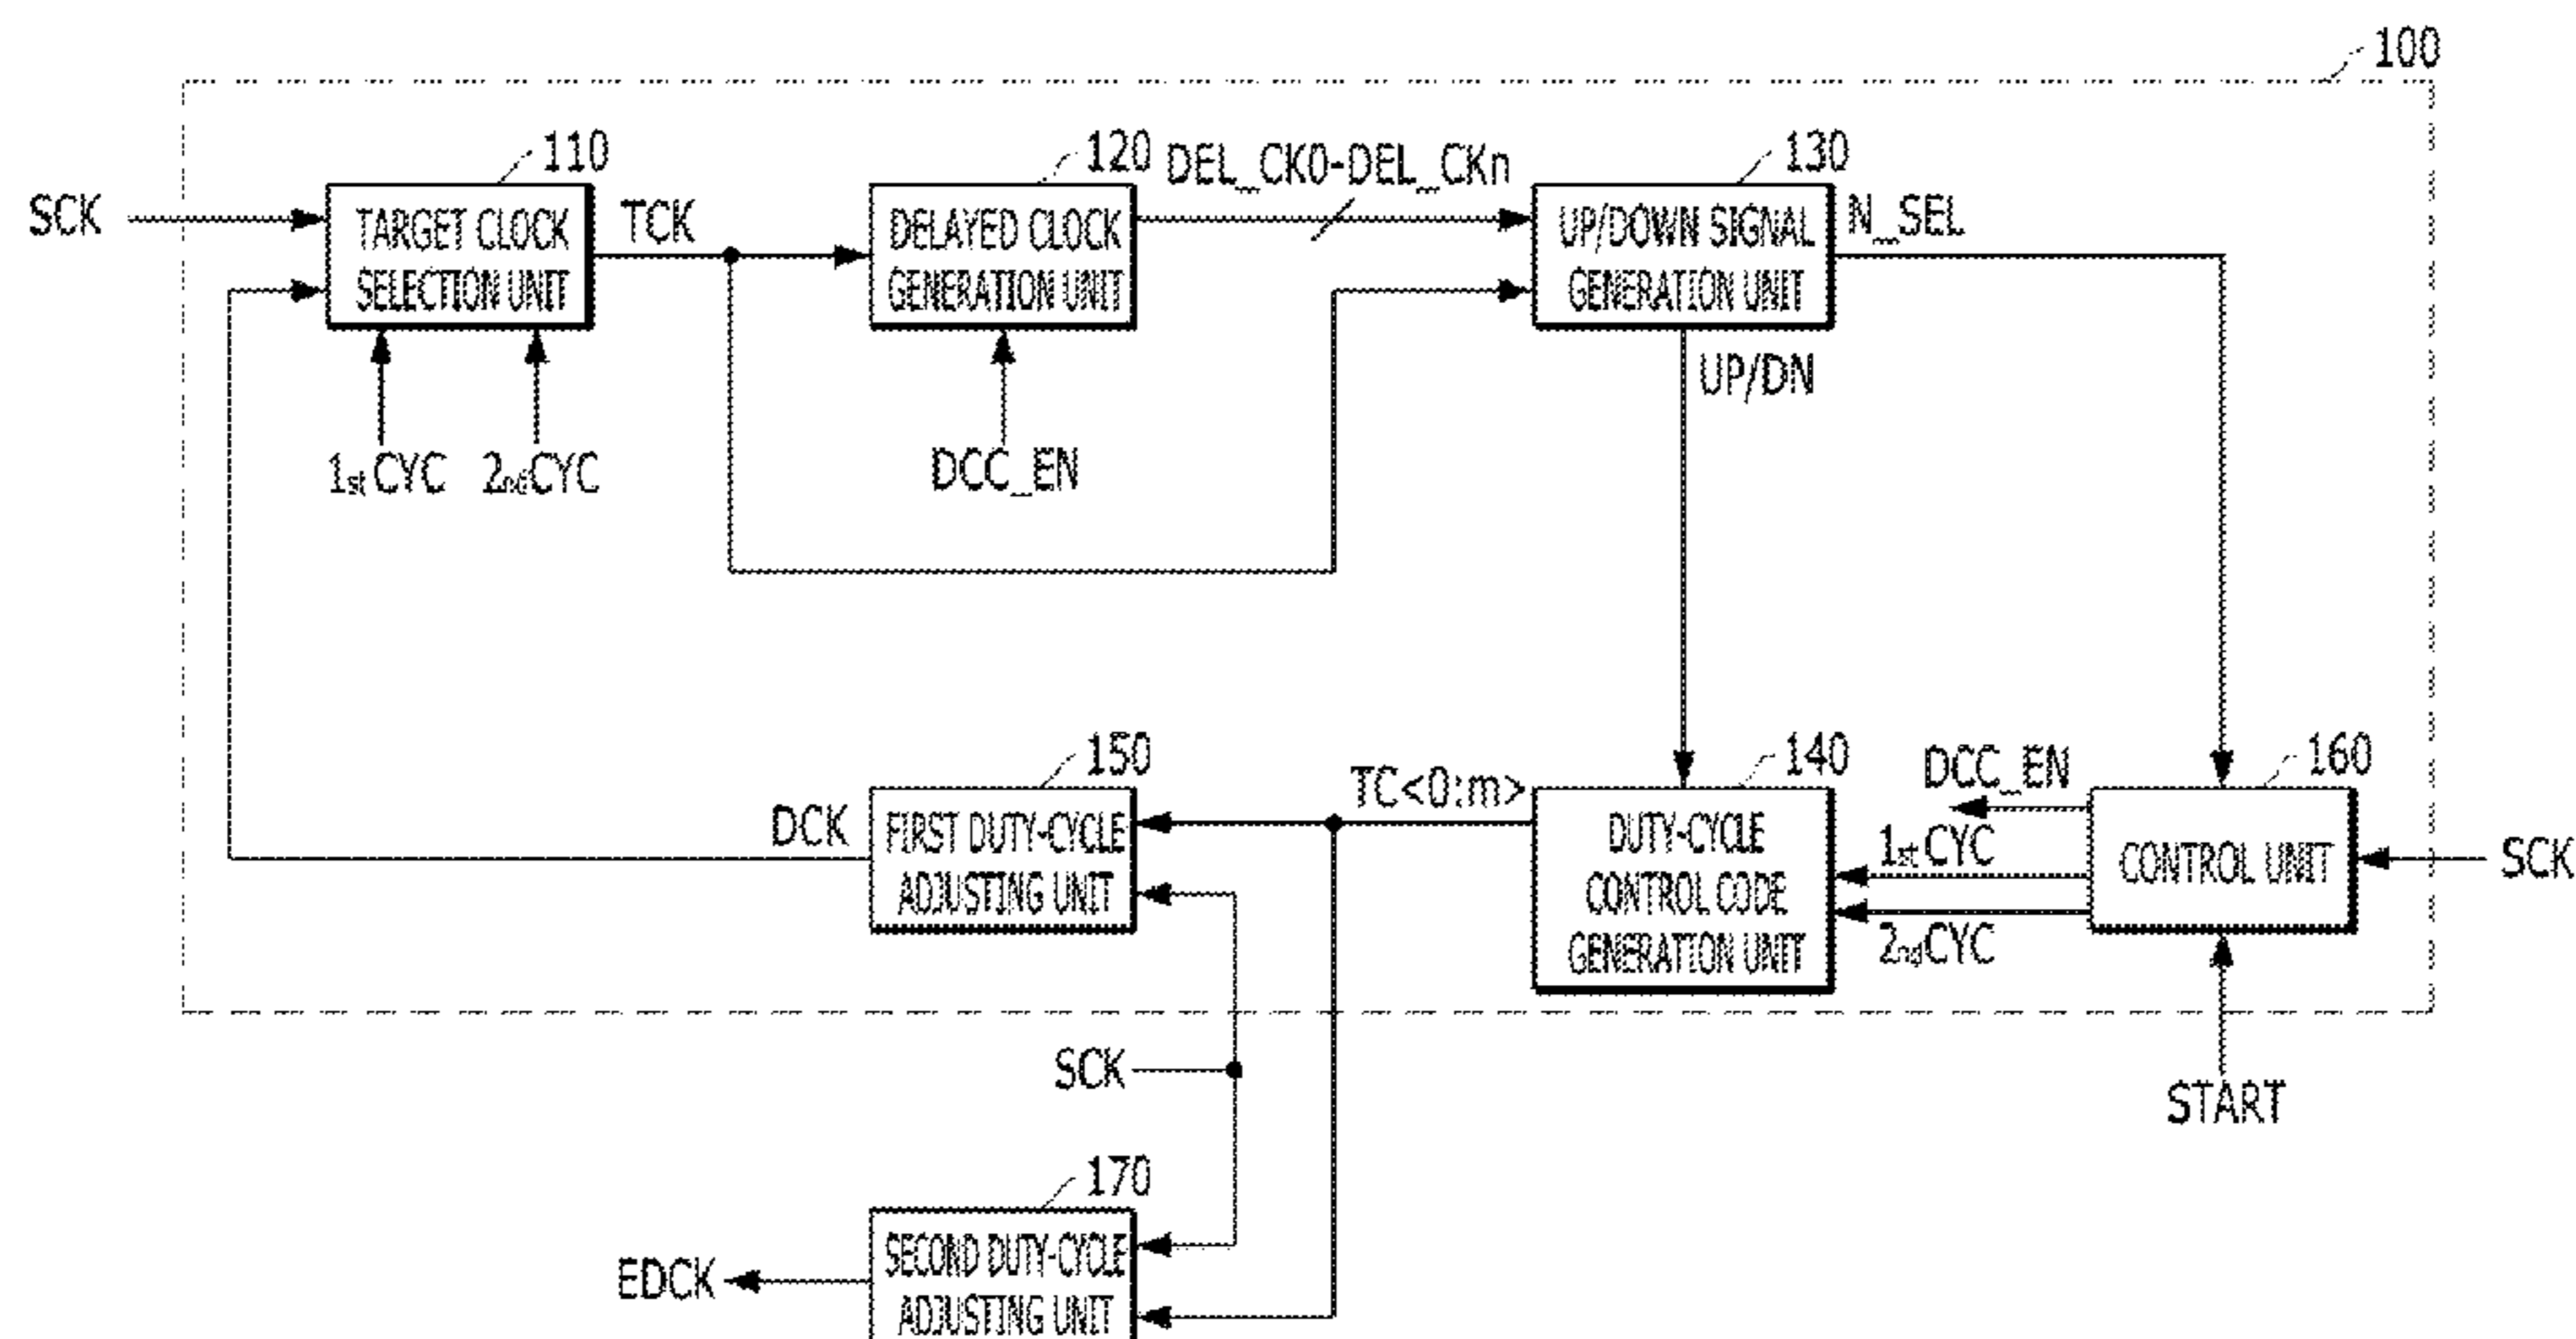 100
110
120
DEL_CK0-DEL_CKn
130
SCK
TARGET CLOCK
SELECTION UNIT
TCK
DELAYED CLOCK
GENERATION UNIT
UP/DOWN SIGNAL
GENERATION UNIT
N_SEL
UP/DN
1st CYC
2nd CYC
DCC_EN
150
TC<0:m>
140
DCC_EN
160
DCK
FIRST DUTY-CYCLE
ADJUSTING UNIT
DUTY-CYCLE
CONTROL CODE
GENERATION UNIT
1st CYC
2nd CYC
CONTROL UNIT
SCK
SCK
START
170
EDCK
SECOND DUTY-CYCLE
ADJUSTING UNIT